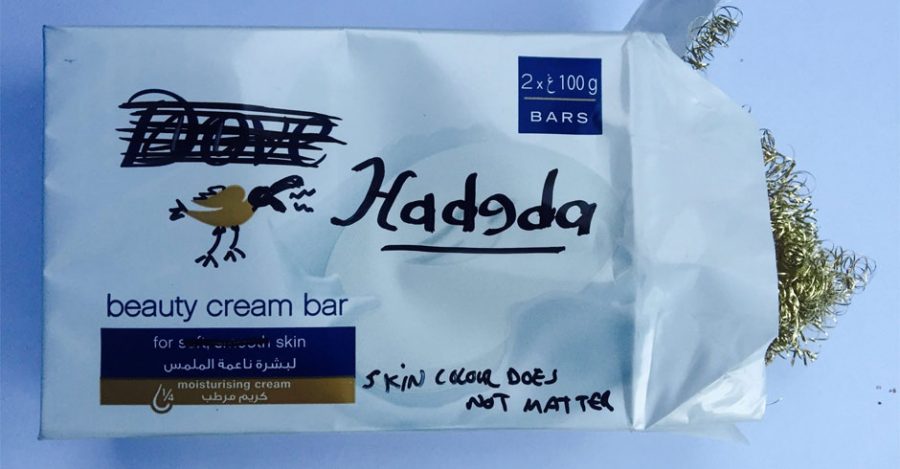 2 x غ 100 g
BARS
Dove
Hadeda
beauty cream bar
for soft, smooth skin
لبشرة ناعمة الملمس
1/4
moisturising cream
كريم مرطب
SKIN COLOUR DOES
NOT MATTER